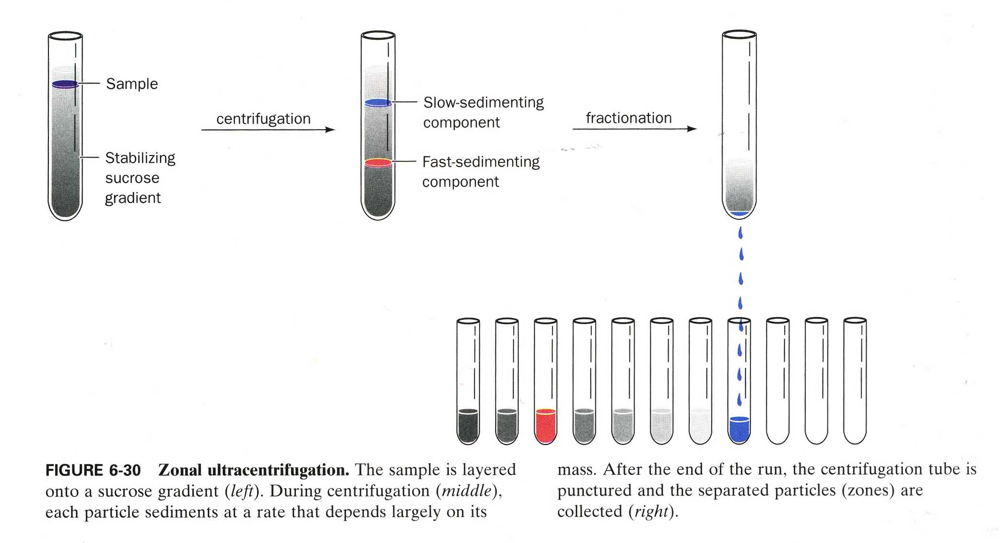 Sample
Stabilizing
sucrose
gradient
centrifugation
Slow-sedimenting
component
Fast-sedimenting
component
fractionation
FIGURE 6-30 Zonal ultracentrifugation. The sample is layered
onto a sucrose gradient (left). During centrifugation (middle),
each particle sediments at a rate that depends largely on its
mass. After the end of the run, the centrifugation tube is
punctured and the separated particles (zones) are
collected (right).